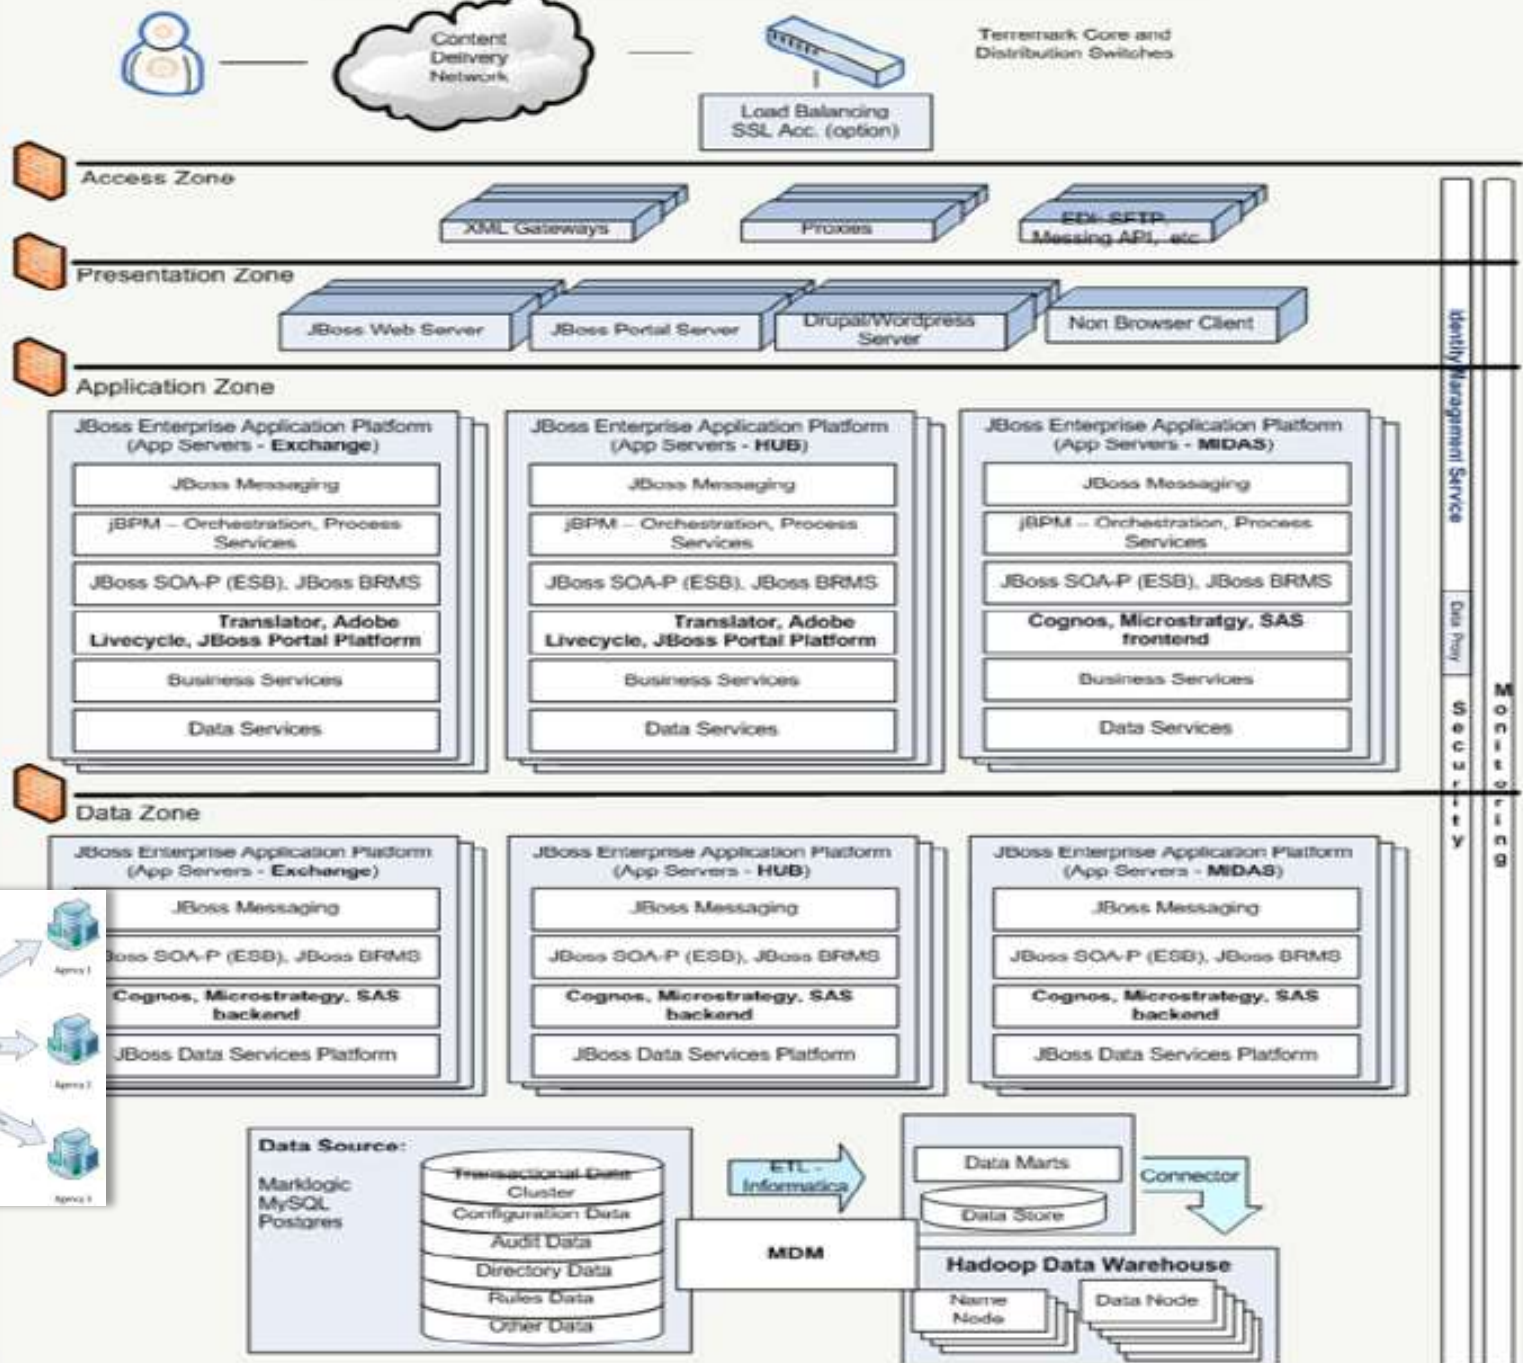 Content
Delivery
Network
Terremark Core and
Distribution Switches
Load Balancing
SSL Acc. (option)
Access Zone
XML Gateways
Proxies
EDI- SFTP,
Messing API, etc
Presentation Zone
JBoss Web Server
JBoss Portal Server
Drupal/Wordpress
Server
Non Browser Client
Application Zone
JBoss Enterprise Application Platform
(App Servers - Exchange)
JBoss Messaging
jBPM – Orchestration, Process
Services
JBoss SOA-P (ESB), JBoss BRMS
Translator, Adobe
Livecycle, JBoss Portal Platform
Business Services
Data Services
JBoss Enterprise Application Platform
(App Servers - HUB)
JBoss Messaging
jBPM – Orchestration, Process
Services
JBoss SOA-P (ESB), JBoss BRMS
Translator, Adobe
Livecycle, JBoss Portal Platform
Business Services
Data Services
JBoss Enterprise Application Platform
(App Servers - MIDAS)
JBoss Messaging
jBPM – Orchestration, Process
Services
JBoss SOA-P (ESB), JBoss BRMS
Cognos, Microstratgy, SAS
frontend
Business Services
Data Services
Identity Management Service
Data Proxy
Security
Monitoring
Data Zone
JBoss Enterprise Application Platform
(App Servers - Exchange)
JBoss Messaging
Boss SOA-P (ESB), JBoss BRMS
Cognos, Microstrategy, SAS
backend
JBoss Data Services Platform
JBoss Enterprise Application Platform
(App Servers - HUB)
JBoss Messaging
JBoss SOA-P (ESB), JBoss BRMS
Cognos, Microstrategy, SAS
backend
JBoss Data Services Platform
JBoss Enterprise Application Platform
(App Servers - MIDAS)
JBoss Messaging
JBoss SOA-P (ESB), JBoss BRMS
Cognos, Microstrategy, SAS
backend
JBoss Data Services Platform
Agency 1
Agency 2
Agency 3
Data Source:
Marklogic
MySQL
Postgres
Transactional Data
Cluster
Configuration Data
Audit Data
Directory Data
Rules Data
Other Data
ETL -
Informatica
MDM
Data Marts
Data Store
Connector
Hadoop Data Warehouse
Name
Node
Data Node